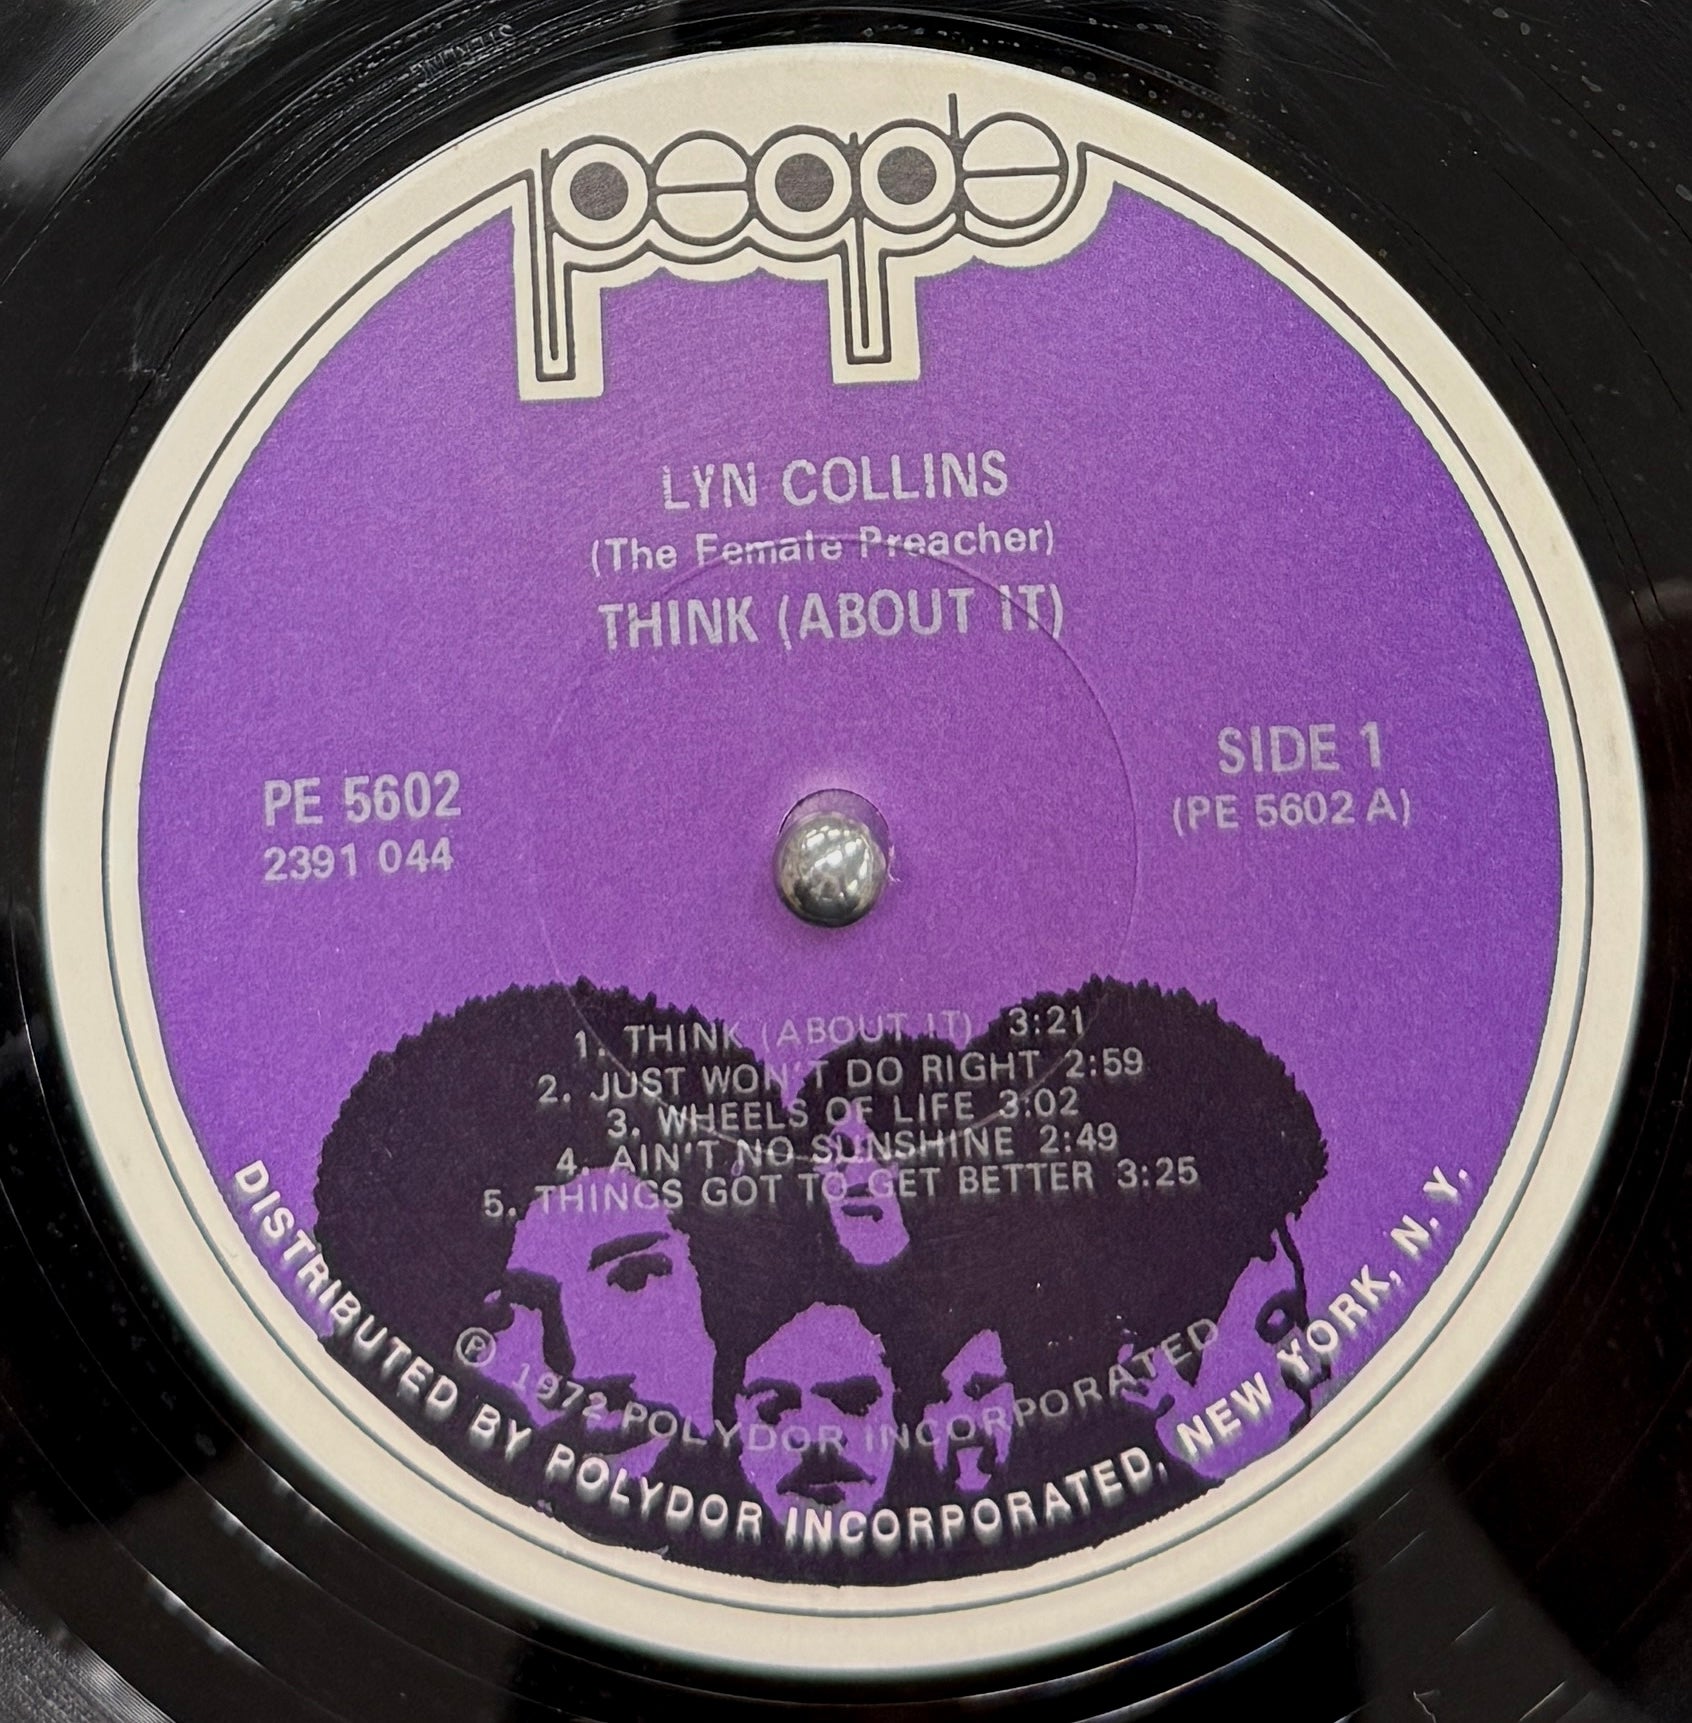 STERLING
people
LYN COLLINS
(The Female Preacher)
THINK (ABOUT IT)
PE 5602
2391 044
SIDE 1
(PE 5602 A)
1. THINK (ABOUT IT) 3:21
2. JUST WON'T DO RIGHT 2:59
3. WHEELS OF LIFE 3:02
4. AIN'T NO SUNSHINE 2:49
5. THINGS GOT TO GET BETTER 3:25
Ⓟ 1972 POLYDOR INCORPORATED
DISTRIBUTED BY POLYDOR INCORPORATED, NEW YORK, N.Y.